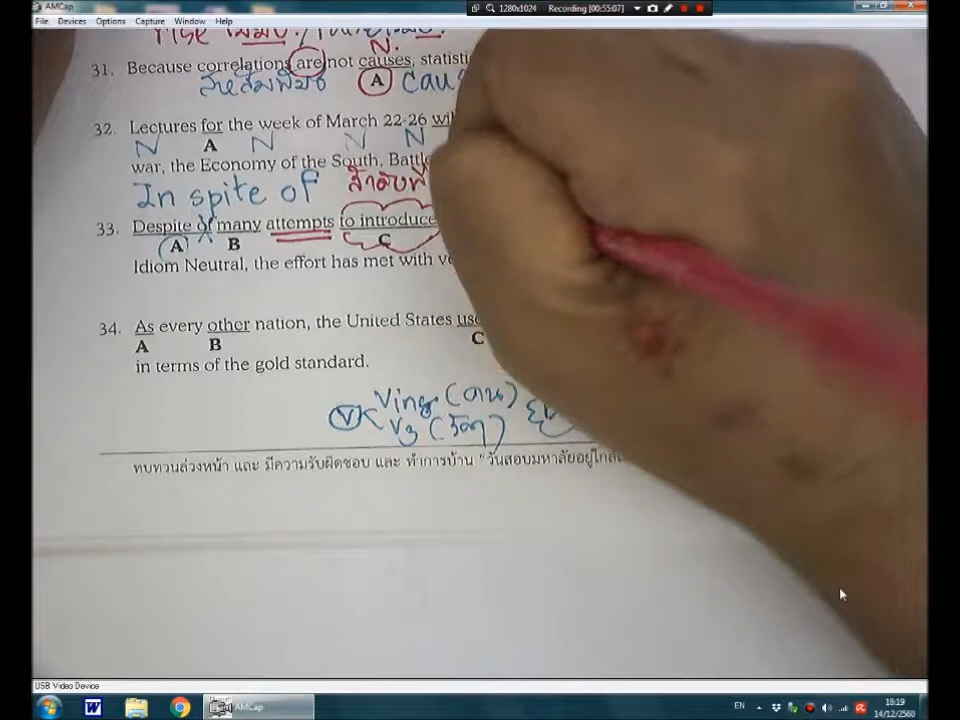 AMCap
1280x1024 Recording [00:55:07]
File Devices Options Capture Window Help
N.
31. Because correlations are not causes, statisti
สหสัมพันธ์ A cau
32. Lectures for the week of March 22-26 wil
N A N N N
war, the Economy of the South, Battl
In spite of
33. Despite of many attempts to introduce
A B C
Idiom Neutral, the effort has met with ve
34. As every other nation, the United States use
A B C
in terms of the gold standard.
Ving (คน)
V
V3
ทบทวนล่วงหน้า และ มีความรับผิดชอบ และ ทำการบ้าน "วันสอบมหาลัยอยู่ใกล้
USB Video Device
AMCap
EN
18:19
14/12/2560